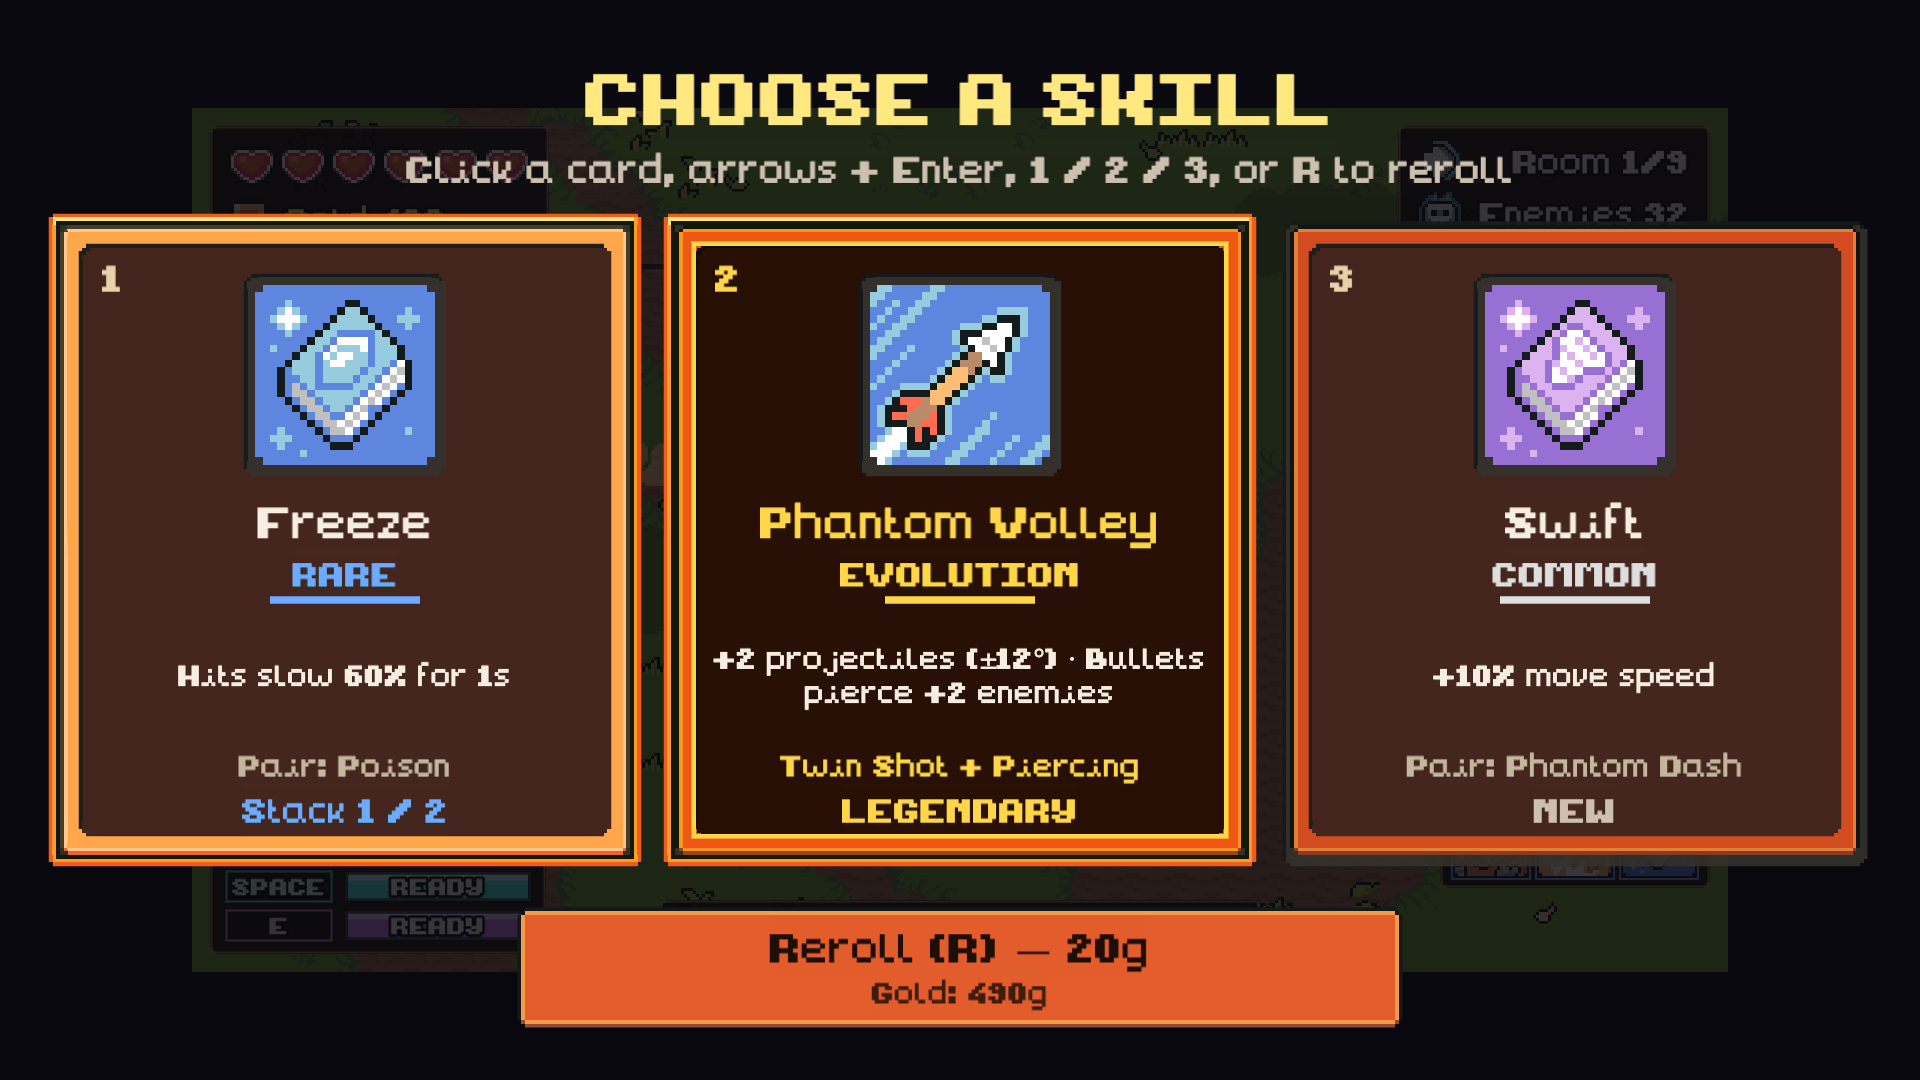 CHOOSE A SKILL
Click a card, arrows + Enter, 1 / 2 / 3, or R to reroll
Room 1/9
Enemies 32
1
Freeze
RARE
Hits slow 60% for 1s
Pair: Poison
Stack 1 / 2
2
Phantom Volley
EVOLUTION
+2 projectiles (±12°) · Bullets
pierce +2 enemies
Twin Shot + Piercing
LEGENDARY
3
Swift
COMMON
+10% move speed
Pair: Phantom Dash
NEW
SPACE READY
E READY
Reroll (R) — 20g
Gold: 490g